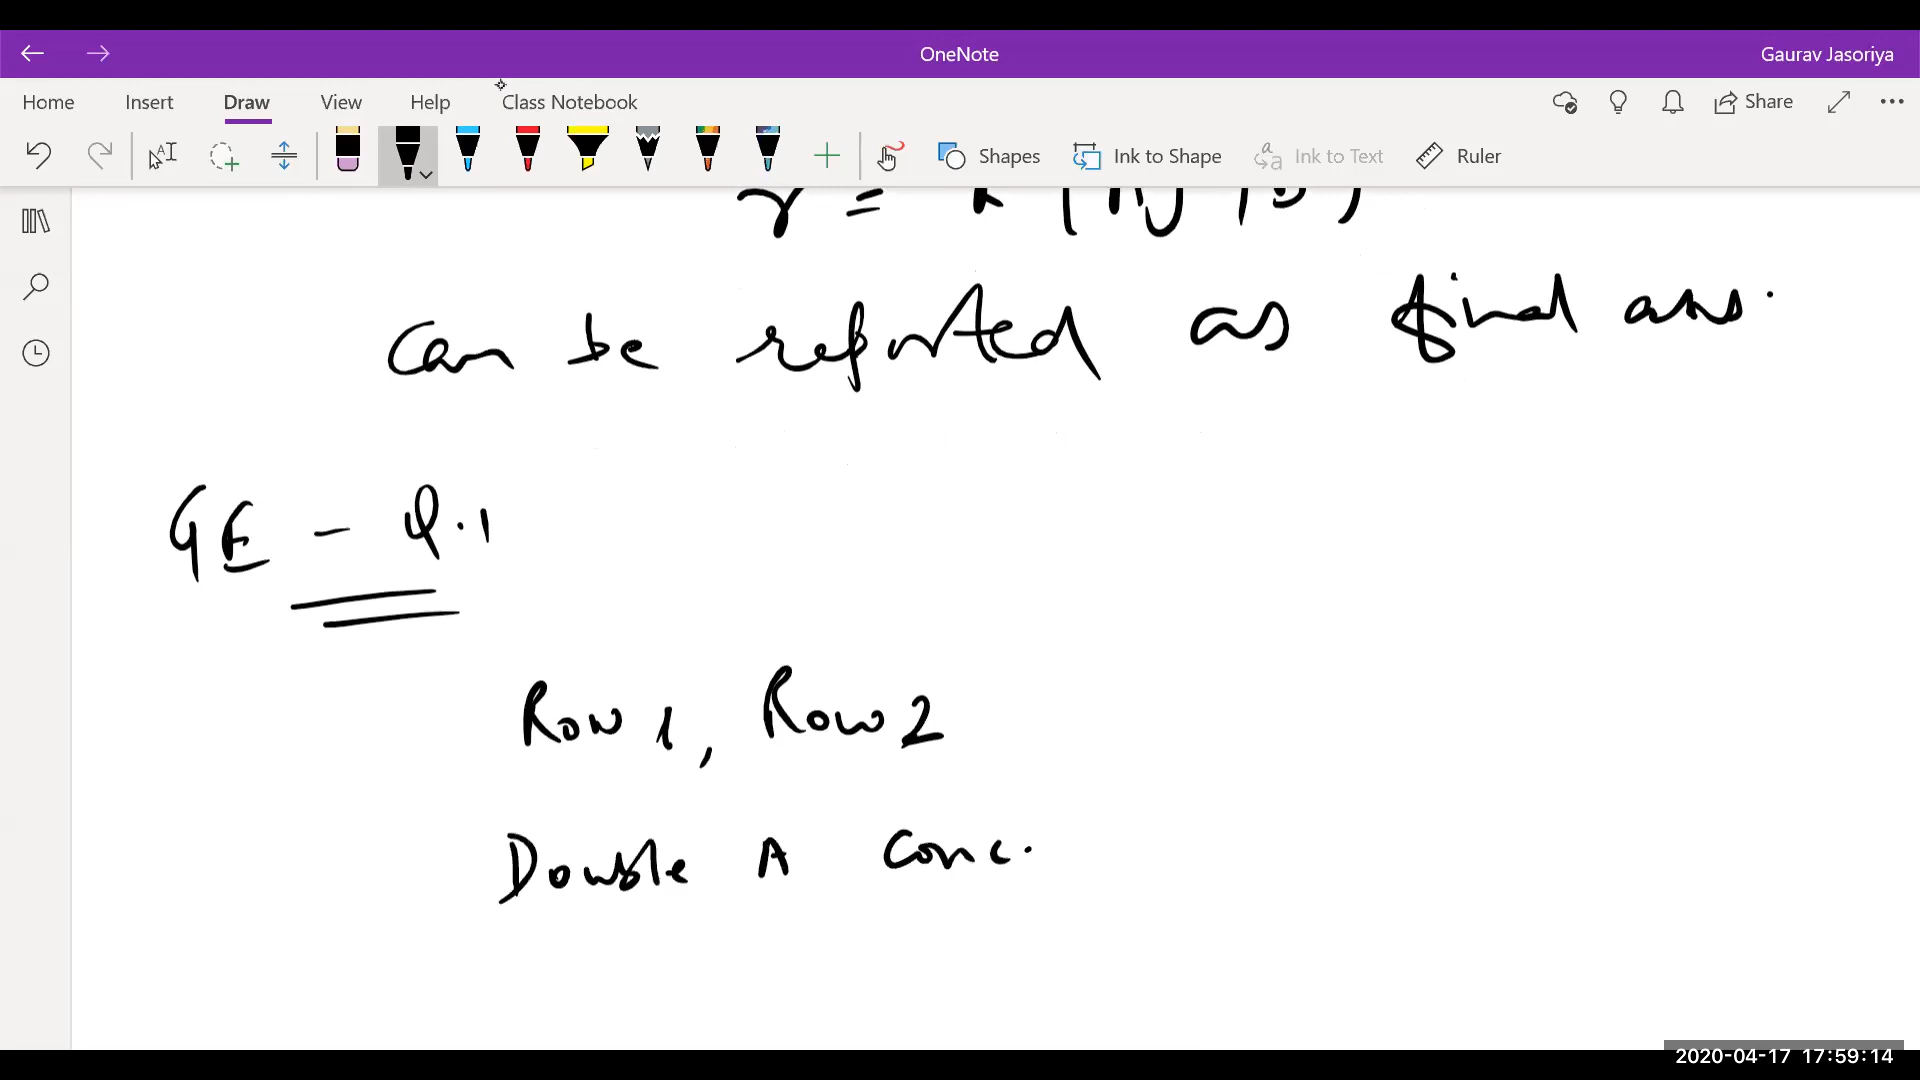 OneNote
Gaurav Jasoriya
Home Insert Draw View Help Class Notebook Share
Shapes Ink to Shape Ink to Text Ruler
can be reported as final ans.
GE - Q.1
Row 1, Row 2
Double A conc.
2020-04-17 17:59:14